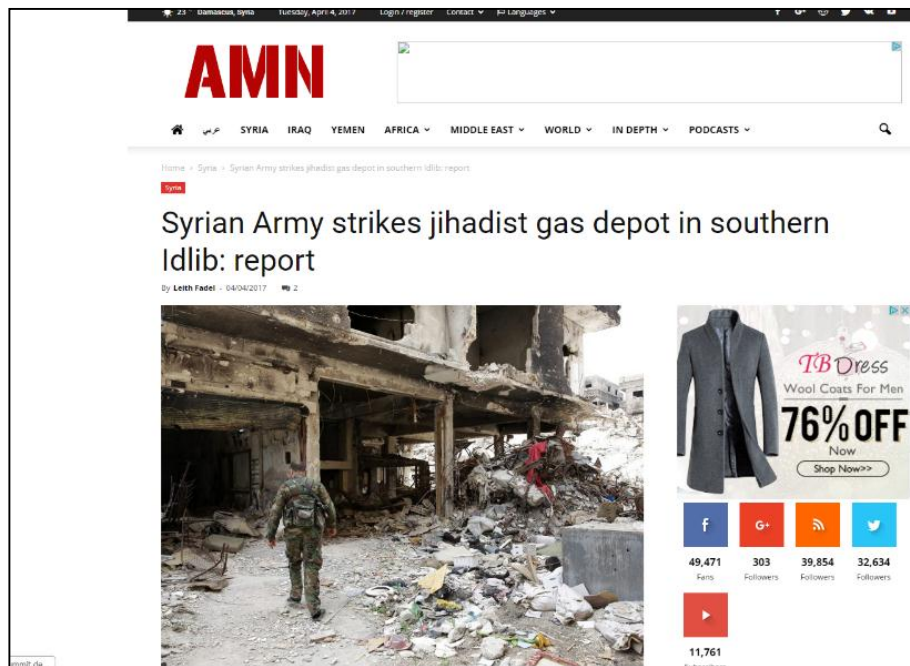 23 ° Damascus, Syria Tuesday, April 4, 2017 Login / register Contact Languages
AMN
عربي SYRIA IRAQ YEMEN AFRICA MIDDLE EAST WORLD IN DEPTH PODCASTS
Home Syria Syrian Army strikes jihadist gas depot in southern Idlib: report
Syria
Syrian Army strikes jihadist gas depot in southern
Idlib: report
By Leith Fadel - 04/04/2017 2
TB Dress
Wool Coats For Men
76% OFF
Now
Shop Now>>
49,471 303 39,854 32,634
Fans Followers Followers Followers
11,761